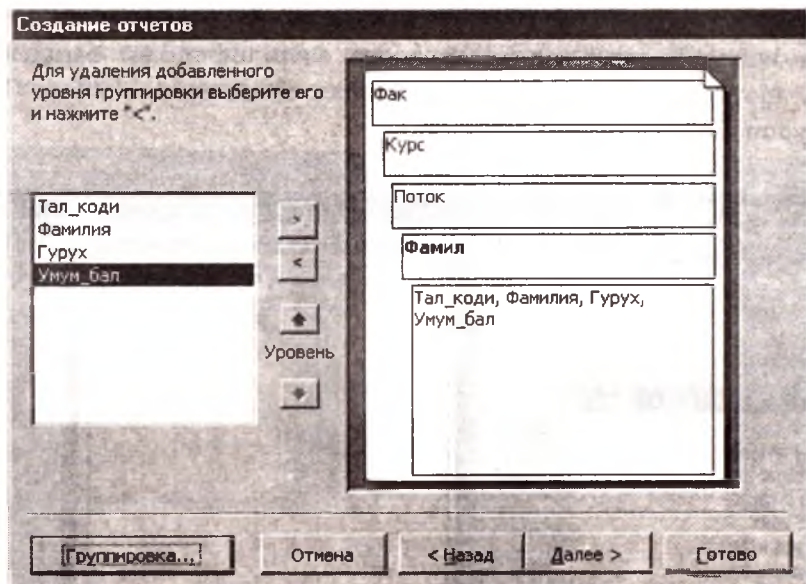 Создание отчетов
Для удаления добавленного
уровня группировки выберите его
и нажмите "<".
Тал_коди
Фамилия
Гурух
Умум_бал
>
<
Уровень
Фак
Курс
Поток
Фамил
Тал_коди, Фамилия, Гурух,
Умум_бал
Группировка...
Отмена
< Назад
Далее >
Готово